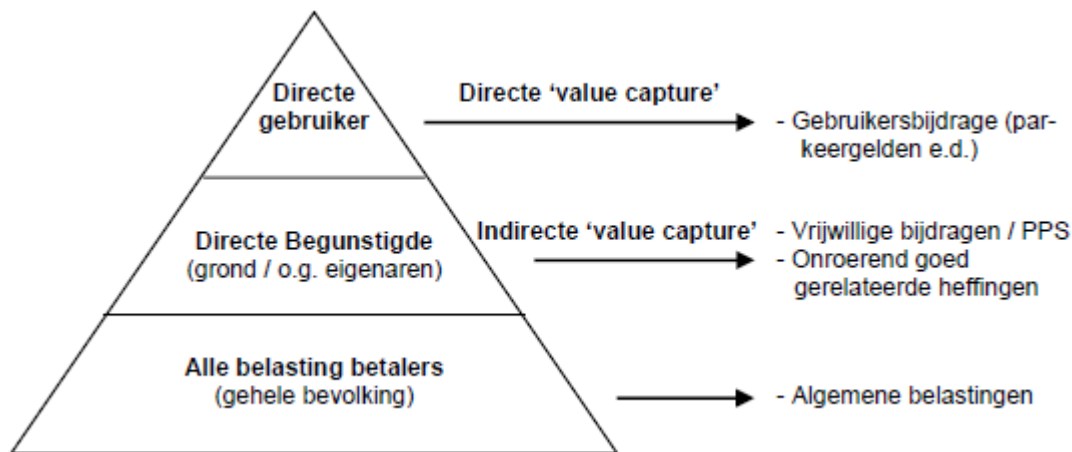 Directe
gebruiker
Directe ‘value capture’
- Gebruikersbijdrage (par-
keergelden e.d.)
Directe Begunstigde
(grond / o.g. eigenaren)
Indirecte ‘value capture’
- Vrijwillige bijdragen / PPS
- Onroerend goed
gerelateerde heffingen
Alle belasting betalers
(gehele bevolking)
- Algemene belastingen